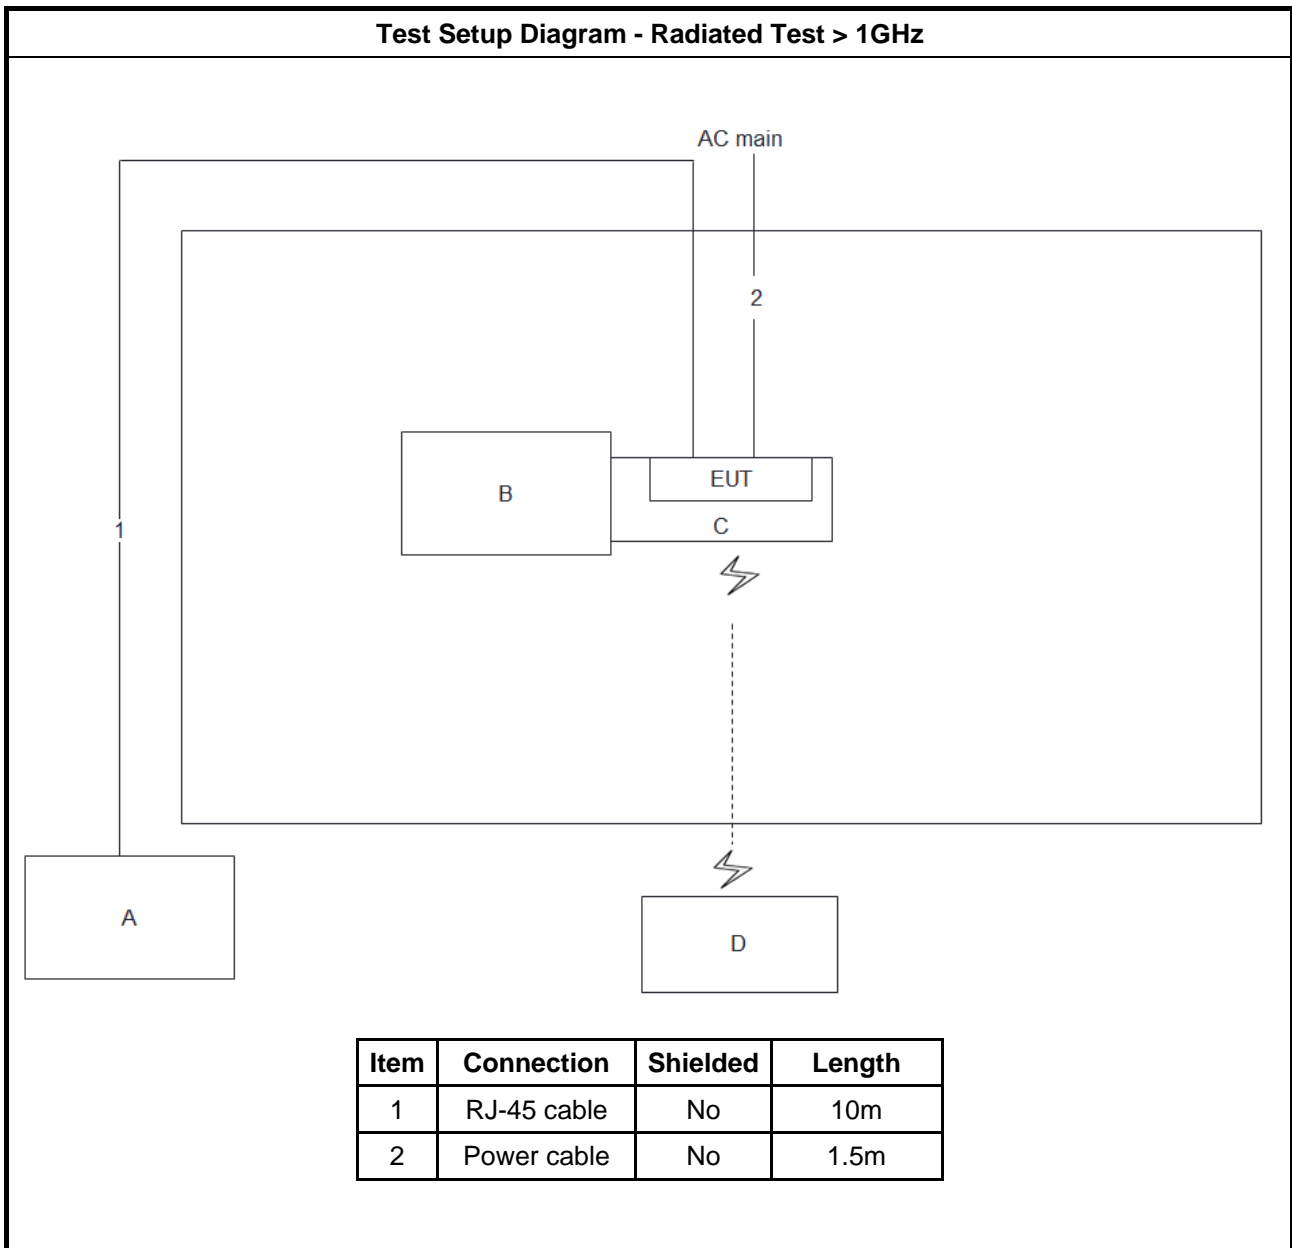 Test Setup Diagram - Radiated Test > 1GHz
AC main
2
EUT
B
C
1
A
D
Item Connection Shielded Length
1 RJ-45 cable No 10m
2 Power cable No 1.5m